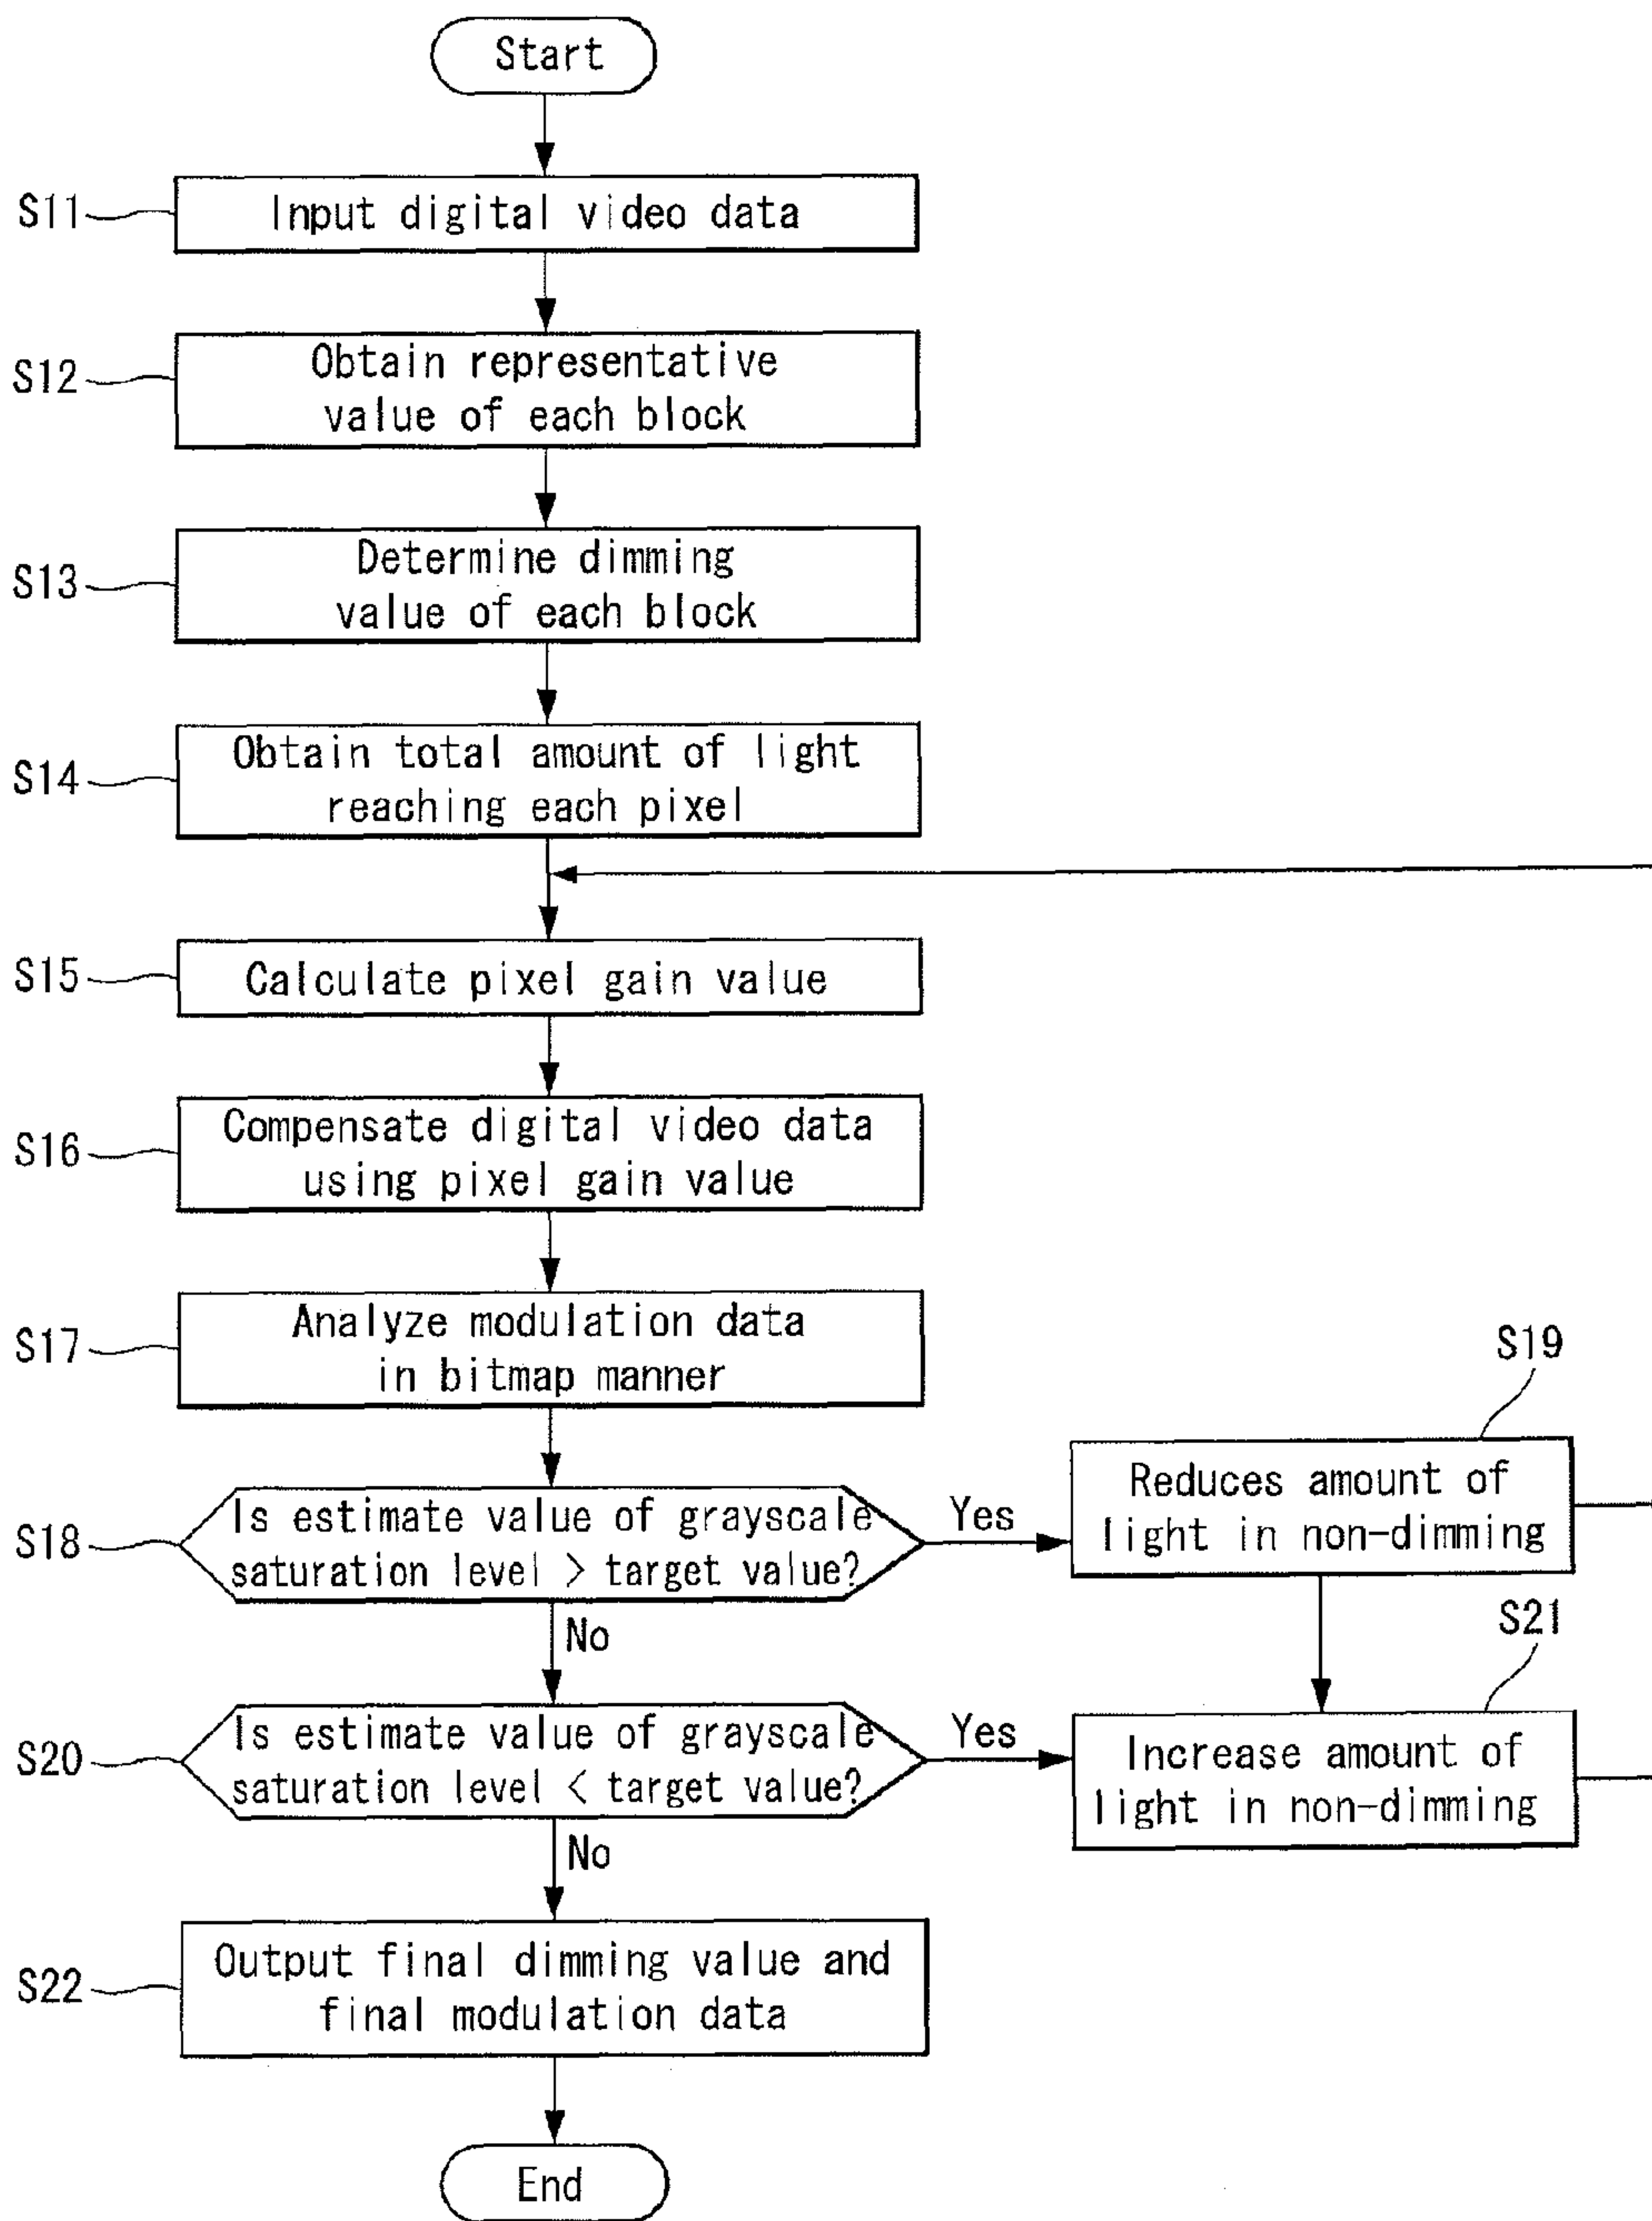 Start
S11
Input digital video data
S12
Obtain representative
value of each block
S13
Determine dimming
value of each block
S14
Obtain total amount of light
reaching each pixel
S15
Calculate pixel gain value
S16
Compensate digital video data
using pixel gain value
S17
Analyze modulation data
in bitmap manner
S18
Is estimate value of grayscale
saturation level > target value?
Yes
No
S19
Reduces amount of
light in non-dimming
S20
Is estimate value of grayscale
saturation level < target value?
Yes
No
S21
Increase amount of
light in non-dimming
S22
Output final dimming value and
final modulation data
End